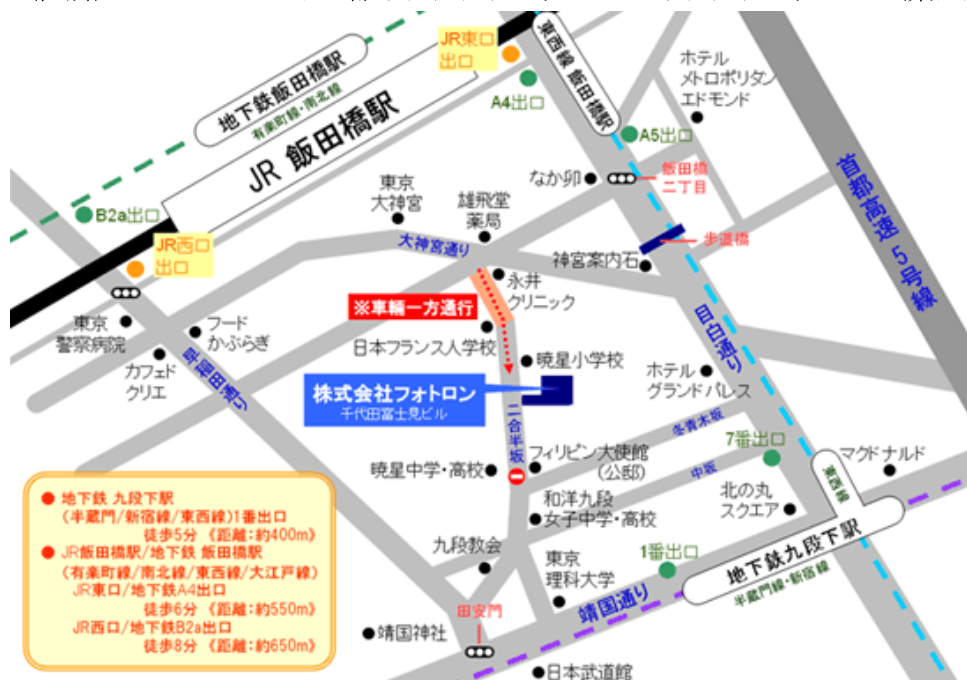 JR東口
出口
地下鉄飯田橋駅
有楽町線・南北線
JR 飯田橋駅
A4出口
東西線 飯田橋駅
ホテル
メトロポリタン
エドモンド
A5出口
なか卯
飯田橋
二丁目
首都高速 5号線
B2a出口
JR西口
出口
東京
大神宮
雄飛堂
薬局
大神宮通り
歩道橋
神宮案内石
永井
クリニック
※車輛一方通行
東京
警察病院
フード
かぶらぎ
カフェド
クリエ
早稲田通り
日本フランス人学校
暁星小学校
目白通り
ホテル
グランドパレス
株式会社フォトロン
千代田富士見ビル
二合半坂
冬青木坂
7番出口
フィリピン大使館
(公邸)
暁星中学・高校
中坂
マクドナルド
東西線
北の丸
スクエア
和洋九段
女子中学・高校
九段教会
東京
理科大学
1番出口
地下鉄九段下駅
半蔵門線・新宿線
靖国通り
田安門
靖国神社
日本武道館
● 地下鉄 九段下駅
(半蔵門/新宿線/東西線)1番出口
徒歩5分 《距離:約400m》
● JR飯田橋駅/地下鉄 飯田橋駅
(有楽町線/南北線/東西線/大江戸線)
JR東口/地下鉄A4出口
徒歩6分 《距離:約550m》
JR西口/地下鉄B2a出口
徒歩8分 《距離:約650m》